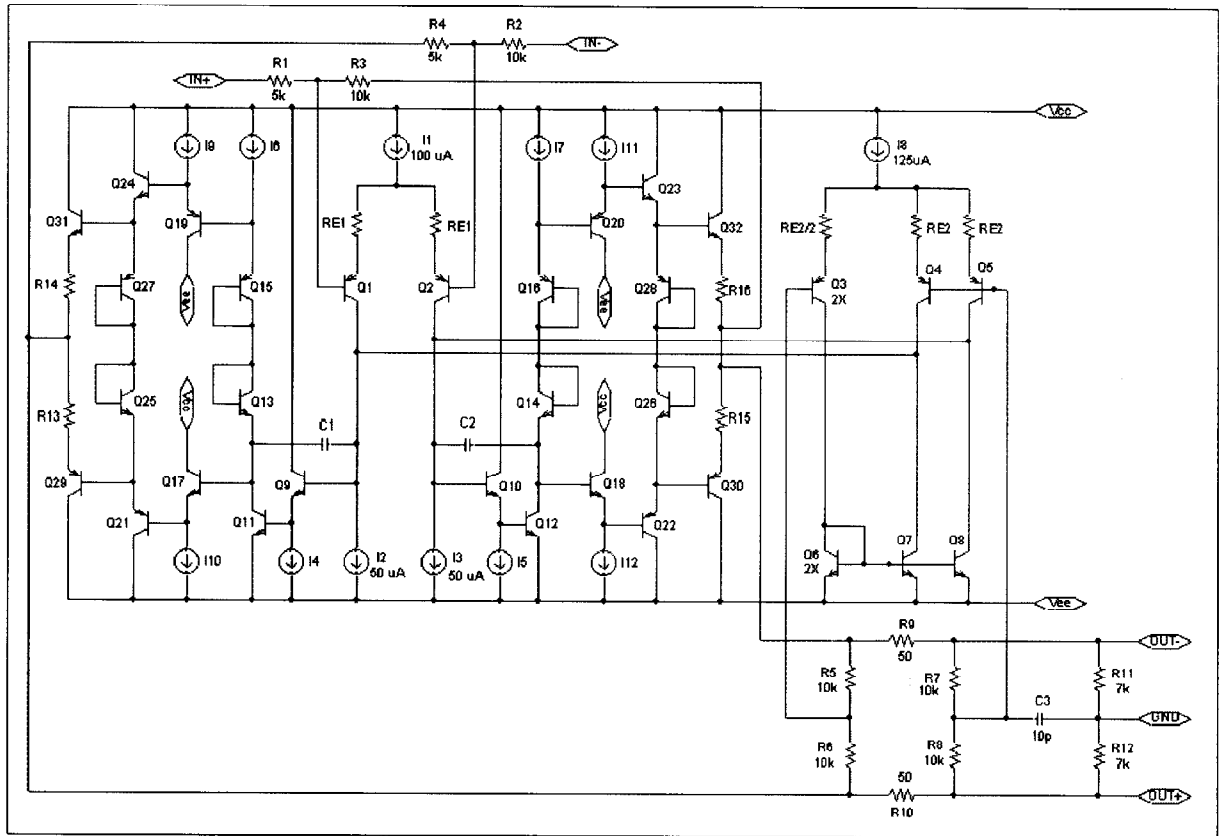 R4
R2
5k
10k
IN-
IN+
R1
R3
5k
10k
Vcc
I9
I6
I1
100 uA
I7
I11
I8
125uA
Q24
Q23
Q31
Q19
RE1
RE1
Q20
Q32
RE2/2
RE2
RE2
R14
Q27
Vee
Q15
Q1
Q2
Q16
Vee
Q28
R16
Q3
2X
Q4
Q5
R13
Q25
Vcc
Q13
C1
C2
Q14
Vcc
Q26
R15
Q29
Q17
Q9
Q10
Q18
Q30
Q21
Q11
Q12
Q22
I10
I4
I2
50 uA
I3
50 uA
I5
I12
Q6
2X
Q7
Q8
Vee
R9
50
OUT-
R5
10k
R7
10k
R11
7k
C3
10p
GND
R6
10k
R8
10k
R12
7k
50
R10
OUT+